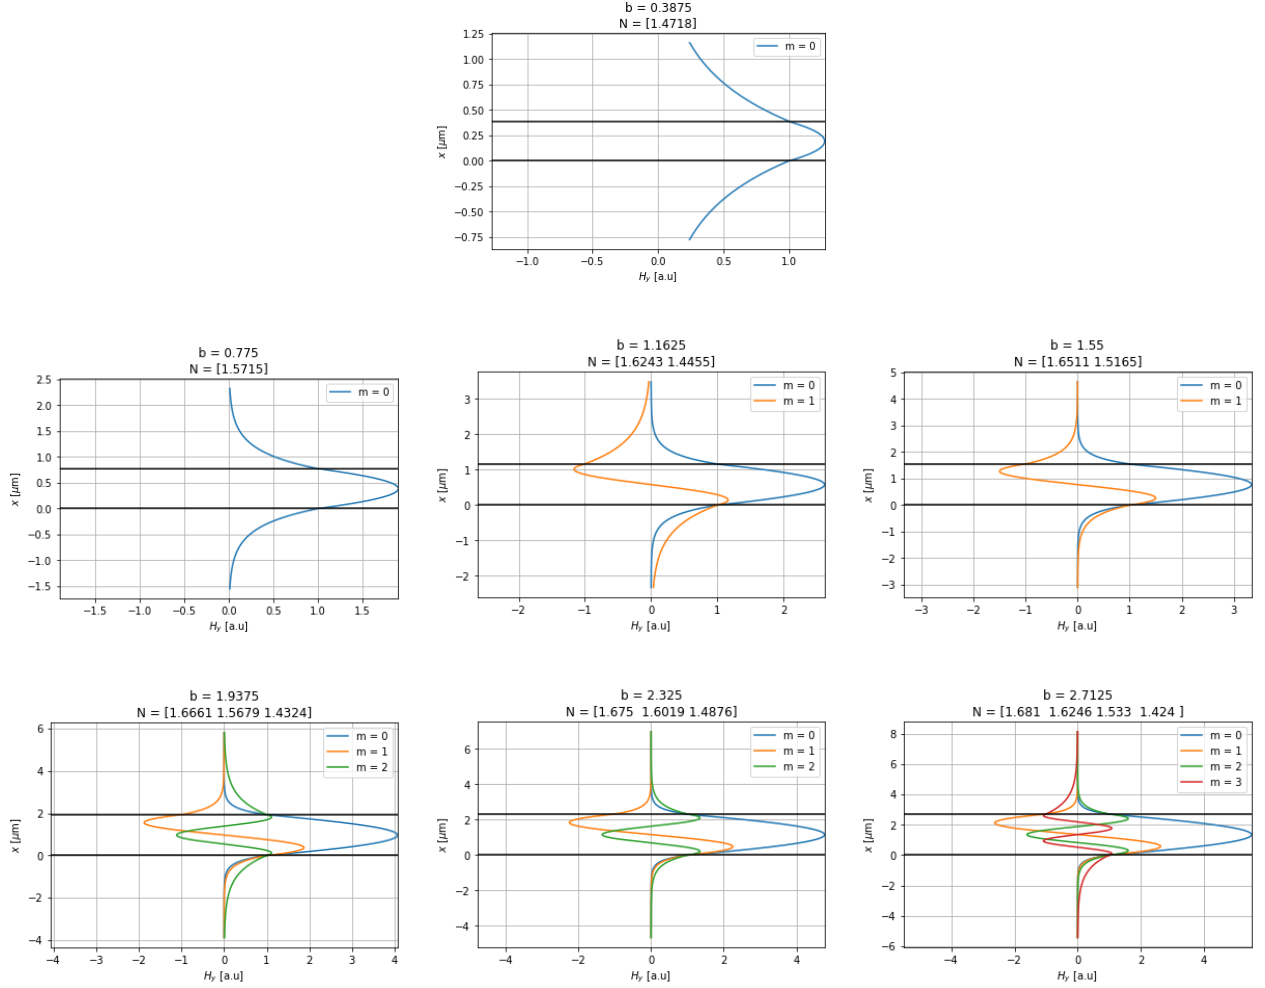 b = 0.3875
N = [1.4718]
m = 0
1.25
1.00
0.75
0.50
0.25
0.00
−0.25
−0.50
−0.75
x [μm]
−1.0 −0.5 0.0 0.5 1.0
H_y [a.u]
b = 0.775
N = [1.5715]
m = 0
2.5
2.0
1.5
1.0
0.5
0.0
−0.5
−1.0
−1.5
x [μm]
−1.5 −1.0 −0.5 0.0 0.5 1.0 1.5
H_y [a.u]
b = 1.1625
N = [1.6243 1.4455]
m = 0
m = 1
3
2
1
0
−1
−2
x [μm]
−2 −1 0 1 2
H_y [a.u]
b = 1.55
N = [1.6511 1.5165]
m = 0
m = 1
5
4
3
2
1
0
−1
−2
−3
x [μm]
−3 −2 −1 0 1 2 3
H_y [a.u]
b = 1.9375
N = [1.6661 1.5679 1.4324]
m = 0
m = 1
m = 2
6
4
2
0
−2
−4
x [μm]
−4 −3 −2 −1 0 1 2 3 4
H_y [a.u]
b = 2.325
N = [1.675 1.6019 1.4876]
m = 0
m = 1
m = 2
6
4
2
0
−2
−4
x [μm]
−4 −2 0 2 4
H_y [a.u]
b = 2.7125
N = [1.681 1.6246 1.533 1.424 ]
m = 0
m = 1
m = 2
m = 3
8
6
4
2
0
−2
−4
−6
x [μm]
−4 −2 0 2 4
H_y [a.u]